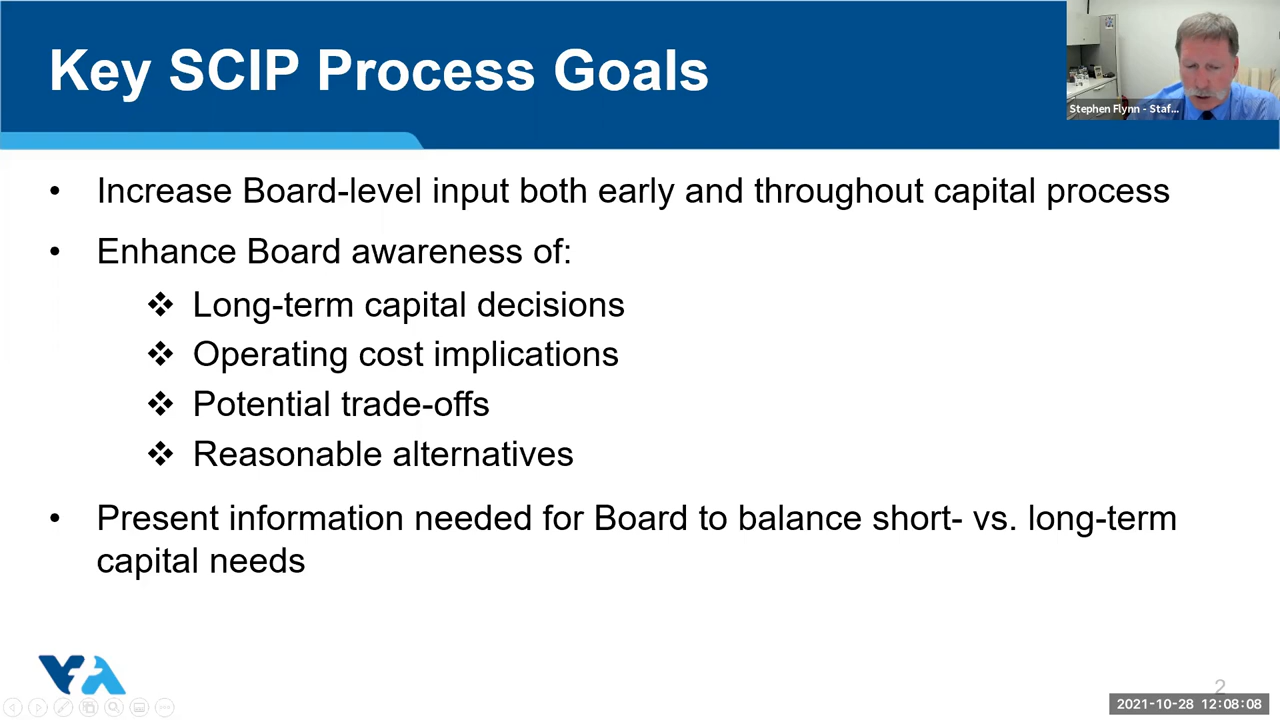 Key SCIP Process Goals
Stephen Flynn - Staf...
• Increase Board-level input both early and throughout capital process
• Enhance Board awareness of:
❖ Long-term capital decisions
❖ Operating cost implications
❖ Potential trade-offs
❖ Reasonable alternatives
• Present information needed for Board to balance short- vs. long-term
capital needs
VTA
2
2021-10-28 12:08:08